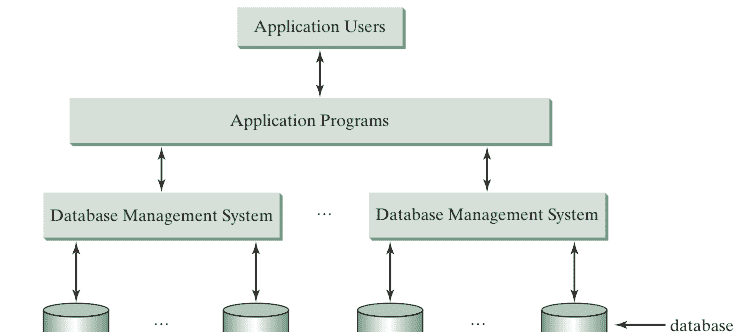 Application Users
Application Programs
Database Management System ... Database Management System
... ... database